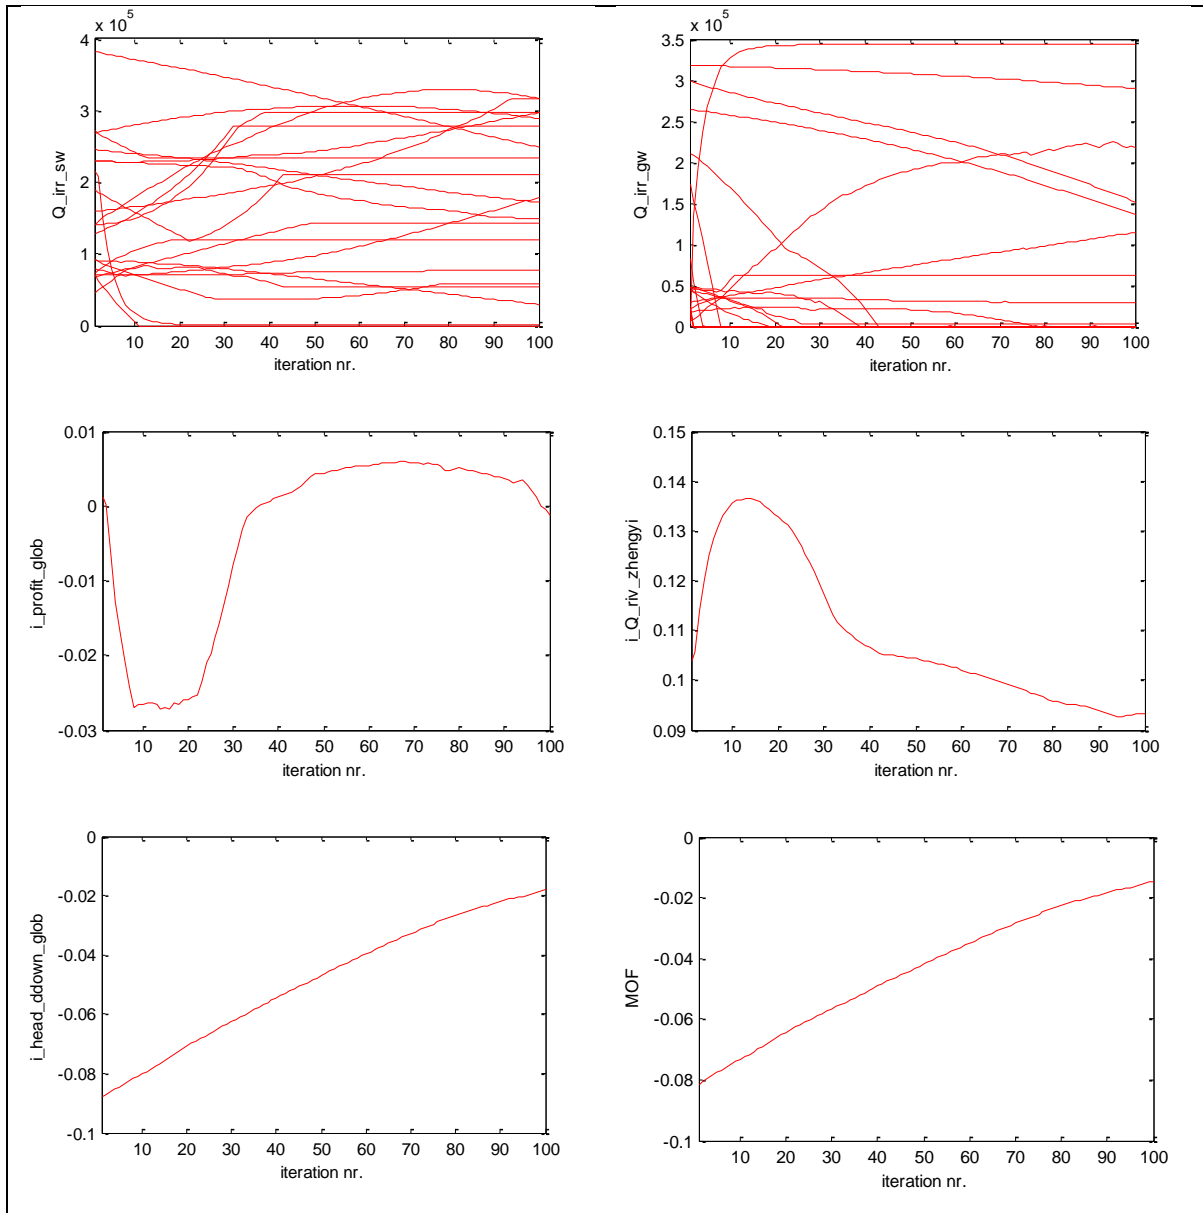 x 10^5
4
3
2
1
0
Q_irr_sw
10 20 30 40 50 60 70 80 90 100
iteration nr.
x 10^5
3.5
3
2.5
2
1.5
1
0.5
0
Q_irr_gw
10 20 30 40 50 60 70 80 90 100
iteration nr.
0.01
0
-0.01
-0.02
-0.03
i_profit_glob
10 20 30 40 50 60 70 80 90 100
iteration nr.
0.15
0.14
0.13
0.12
0.11
0.1
0.09
i_Q_riv_zhengyi
10 20 30 40 50 60 70 80 90 100
iteration nr.
0
-0.02
-0.04
-0.06
-0.08
-0.1
i_head_ddown_glob
10 20 30 40 50 60 70 80 90 100
iteration nr.
0
-0.02
-0.04
-0.06
-0.08
-0.1
MOF
10 20 30 40 50 60 70 80 90 100
iteration nr.